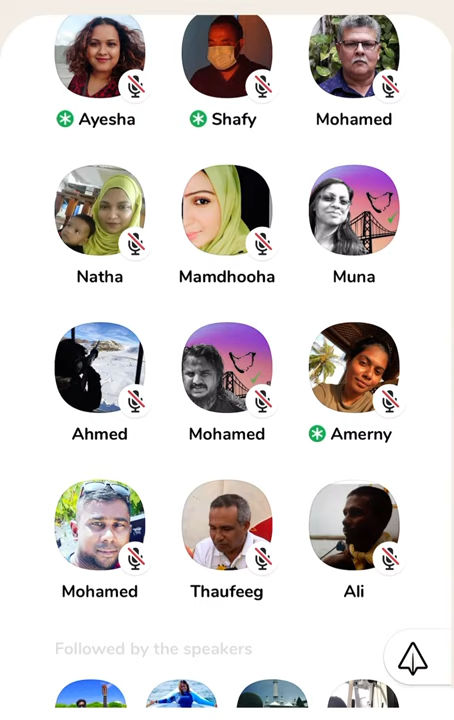 Ayesha Shafy Mohamed
Natha Mamdhooha Muna
Ahmed Mohamed Amerny
Mohamed Thaufeeg Ali
Followed by the speakers